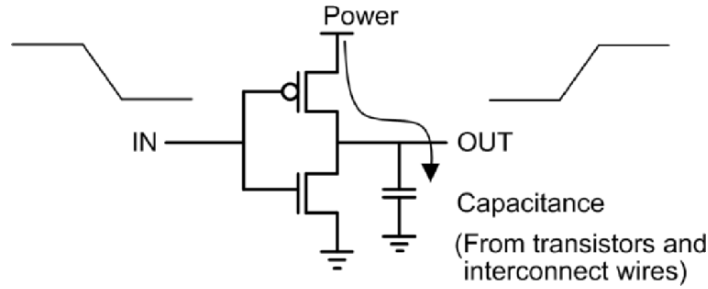 Power
IN
OUT
Capacitance
(From transistors and
interconnect wires)